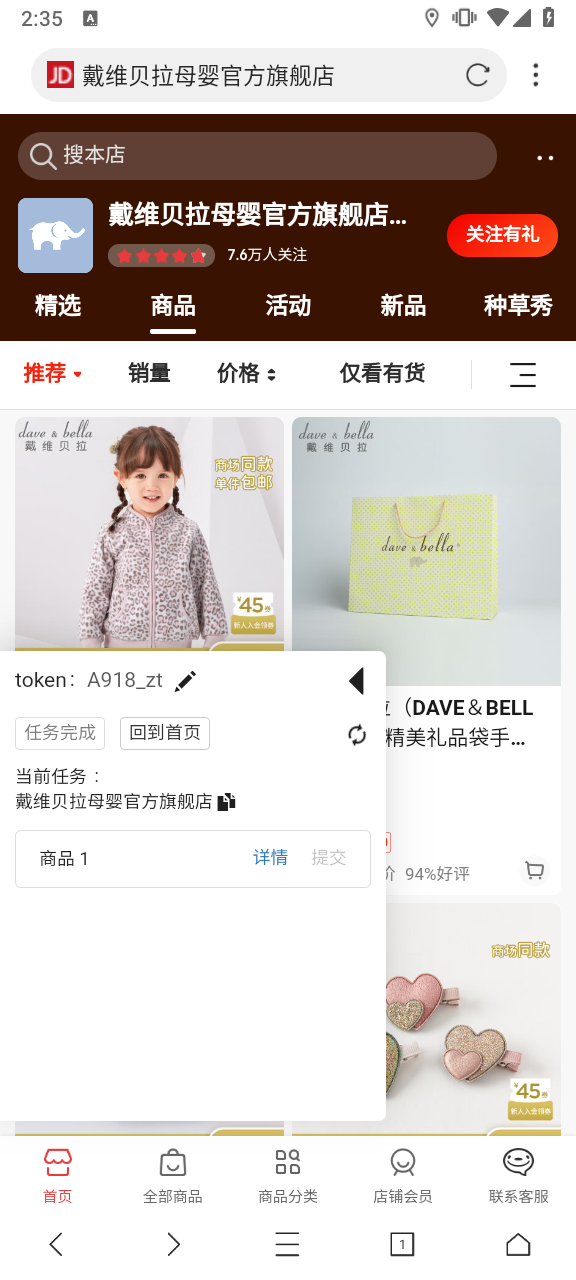 2:35
A
JD 戴维贝拉母婴官方旗舰店
搜本店
戴维贝拉母婴官方旗舰店...
7.6万人关注
关注有礼
精选 商品 活动 新品 种草秀
推荐 销量 价格 仅看有货
dave & bella
戴维贝拉
商场同款
单件包邮
¥45券
新人入会领券
dave & bella
戴维贝拉
dave & bella
token: A918_zt
（DAVE＆BELL
精美礼品袋手...
任务完成 回到首页
当前任务：
戴维贝拉母婴官方旗舰店
商品 1 详情 提交
94%好评
商场同款
¥45券
新人入会领券
首页 全部商品 商品分类 店铺会员 联系客服
1